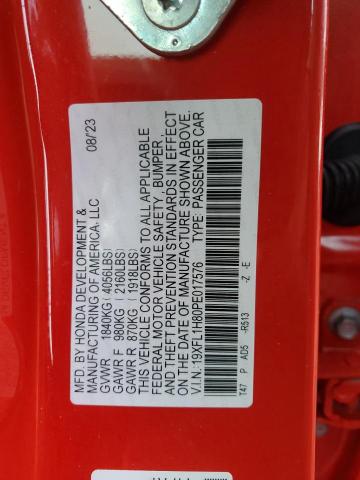 MFD. BY HONDA DEVELOPMENT & 08/'23
MANUFACTURING OF AMERICA, LLC
GVWR 1840KG (4056LBS)
GAWR F 980KG (2160LBS)
GAWR R 870KG (1918LBS)
THIS VEHICLE CONFORMS TO ALL APPLICABLE
FEDERAL MOTOR VEHICLE SAFETY, BUMPER,
AND THEFT PREVENTION STANDARDS IN EFFECT
ON THE DATE OF MANUFACTURE SHOWN ABOVE.
V.I.N: 19XFL1H80PE017576 TYPE: PASSENGER CAR
T47 P AD5 -R513 -Z -E